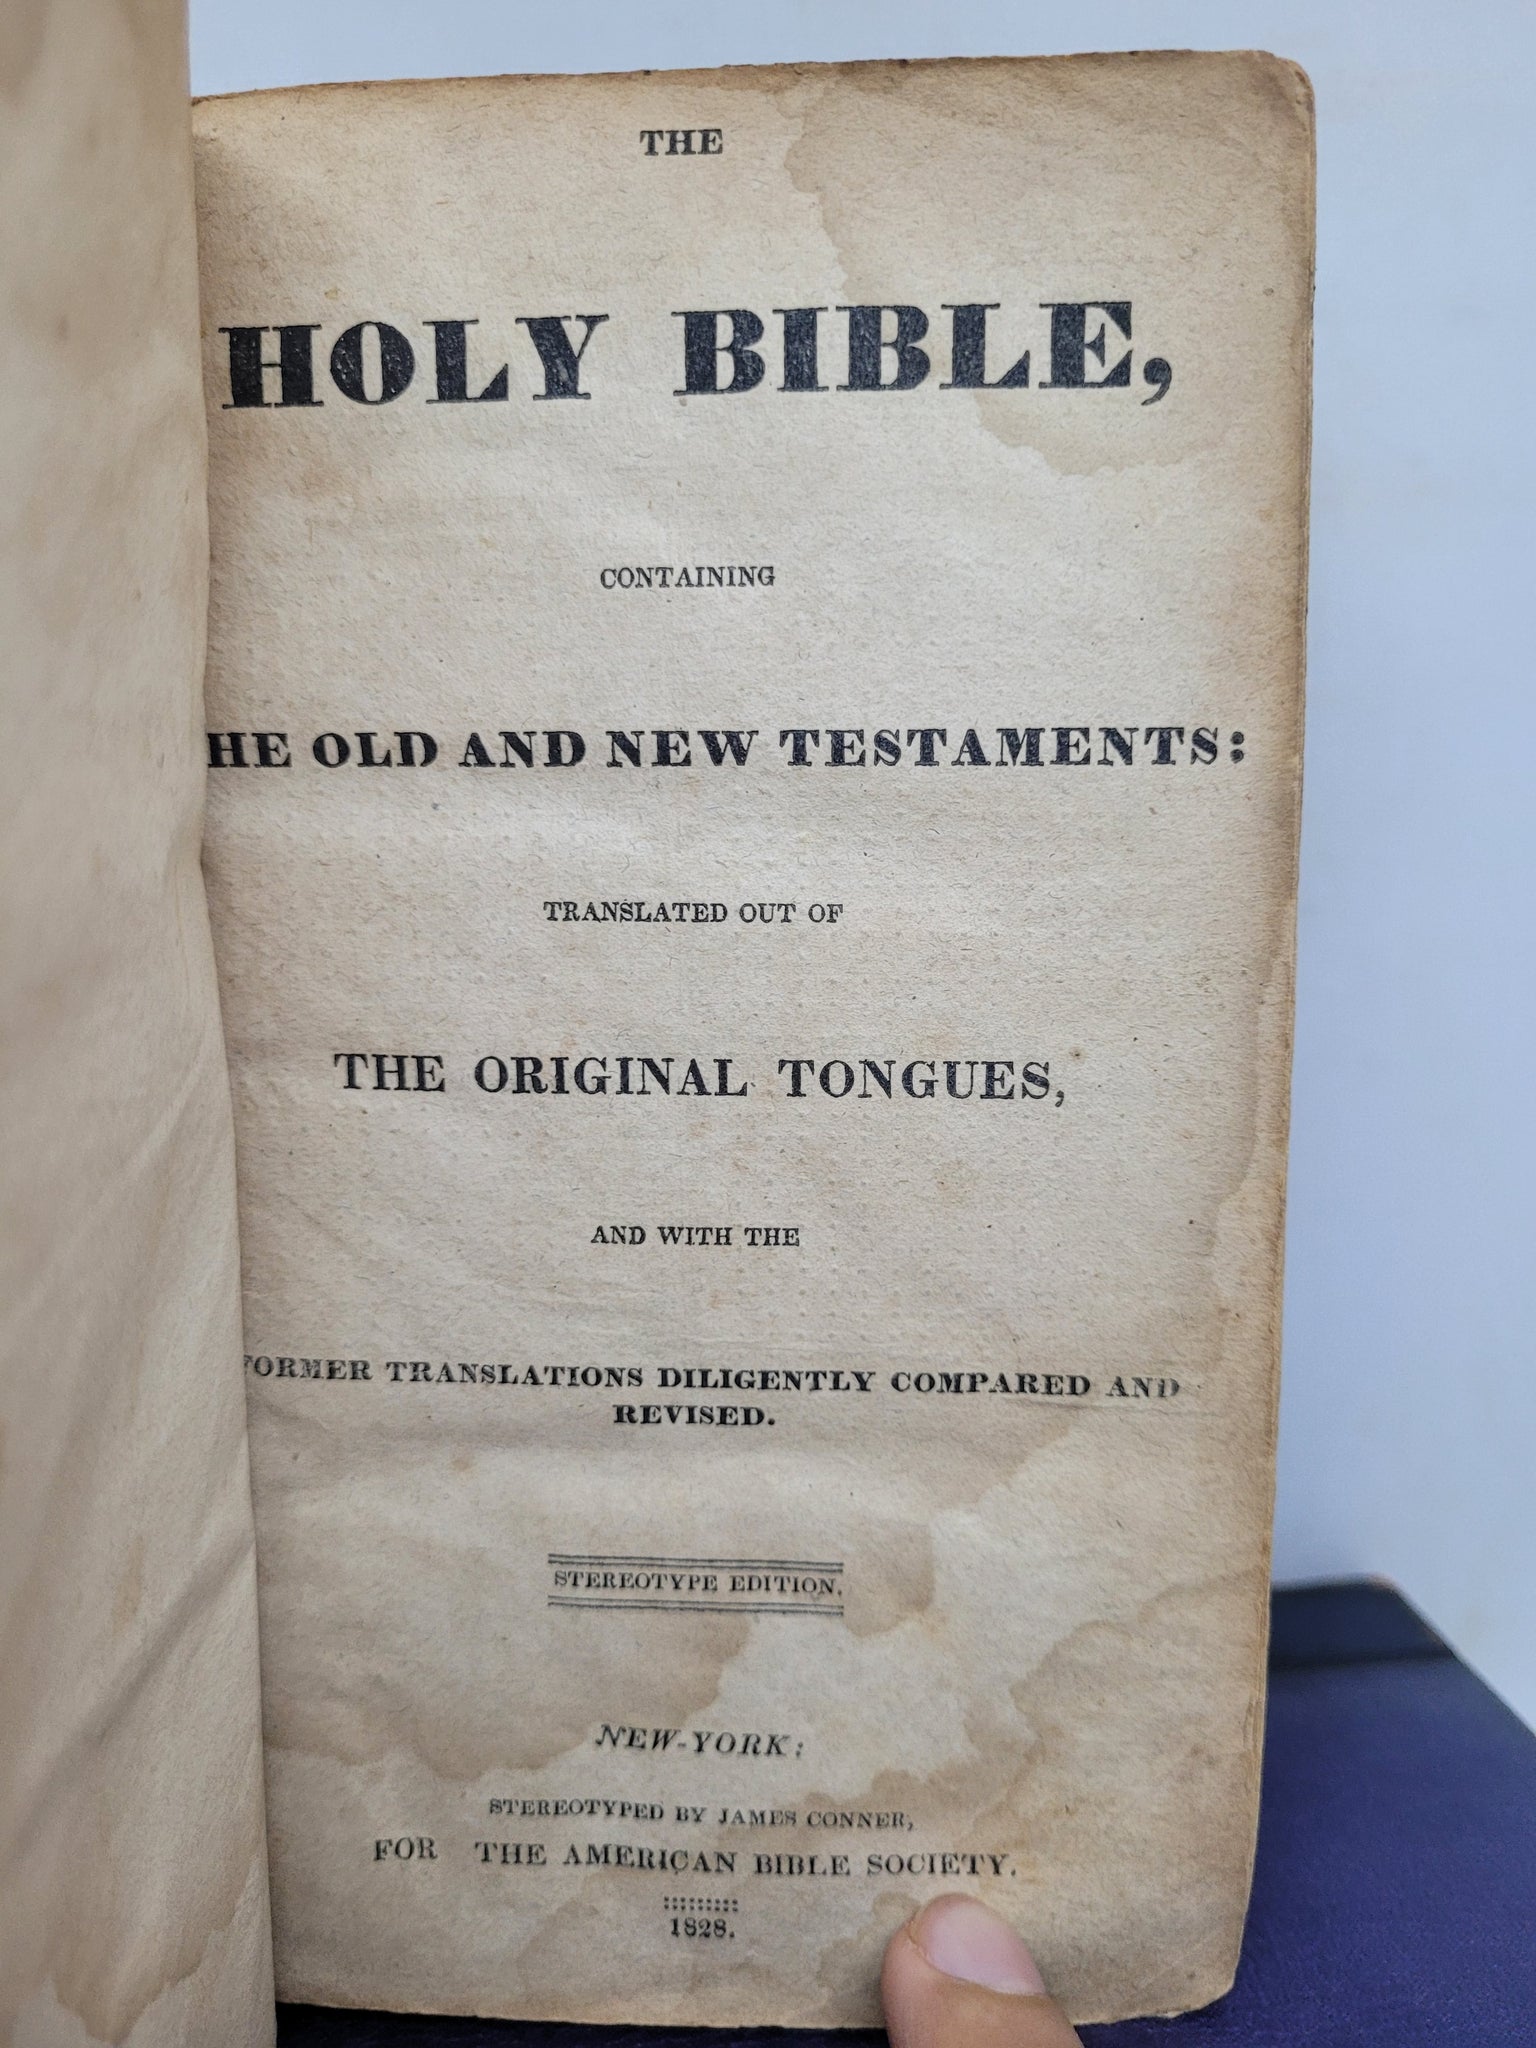 THE
HOLY BIBLE,
CONTAINING
HE OLD AND NEW TESTAMENTS:
TRANSLATED OUT OF
THE ORIGINAL TONGUES,
AND WITH THE
FORMER TRANSLATIONS DILIGENTLY COMPARED AND
REVISED.
STEREOTYPE EDITION.
NEW-YORK:
STEREOTYPED BY JAMES CONNER,
FOR THE AMERICAN BIBLE SOCIETY.
1828.